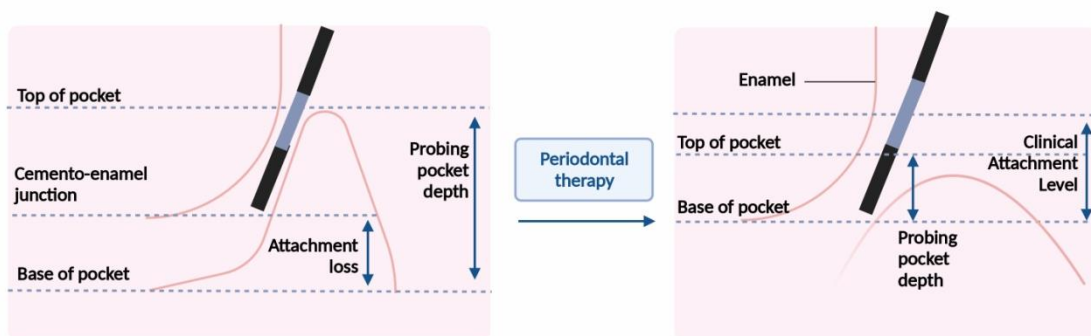 Top of pocket
Cemento-enamel
junction
Base of pocket
Attachment
loss
Probing
pocket
depth
Periodontal
therapy
Enamel
Top of pocket
Base of pocket
Clinical
Attachment
Level
Probing
pocket
depth